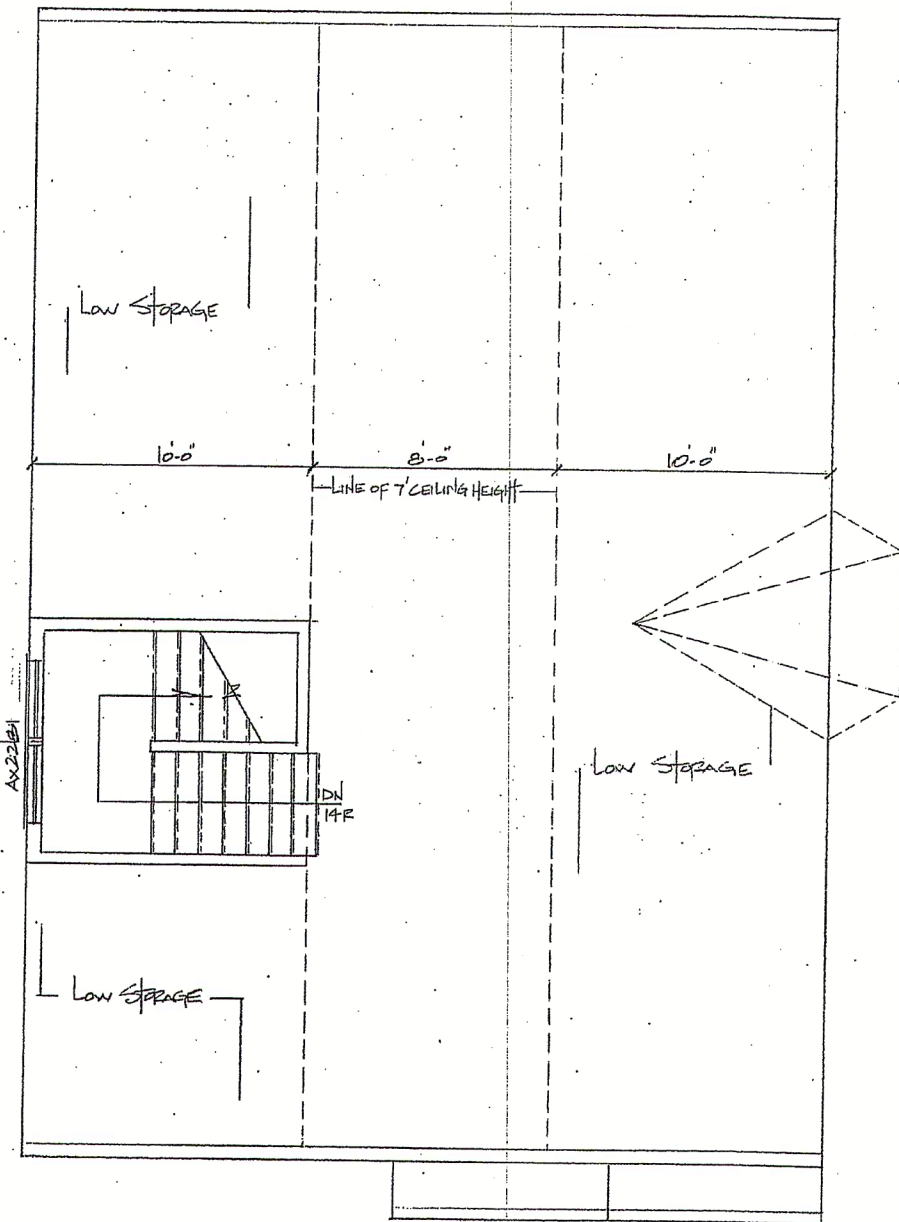 LOW STORAGE
10'-0"
8'-0"
10'-0"
LINE OF 7' CEILING HEIGHT
DN
14R
LOW STORAGE
LOW STORAGE